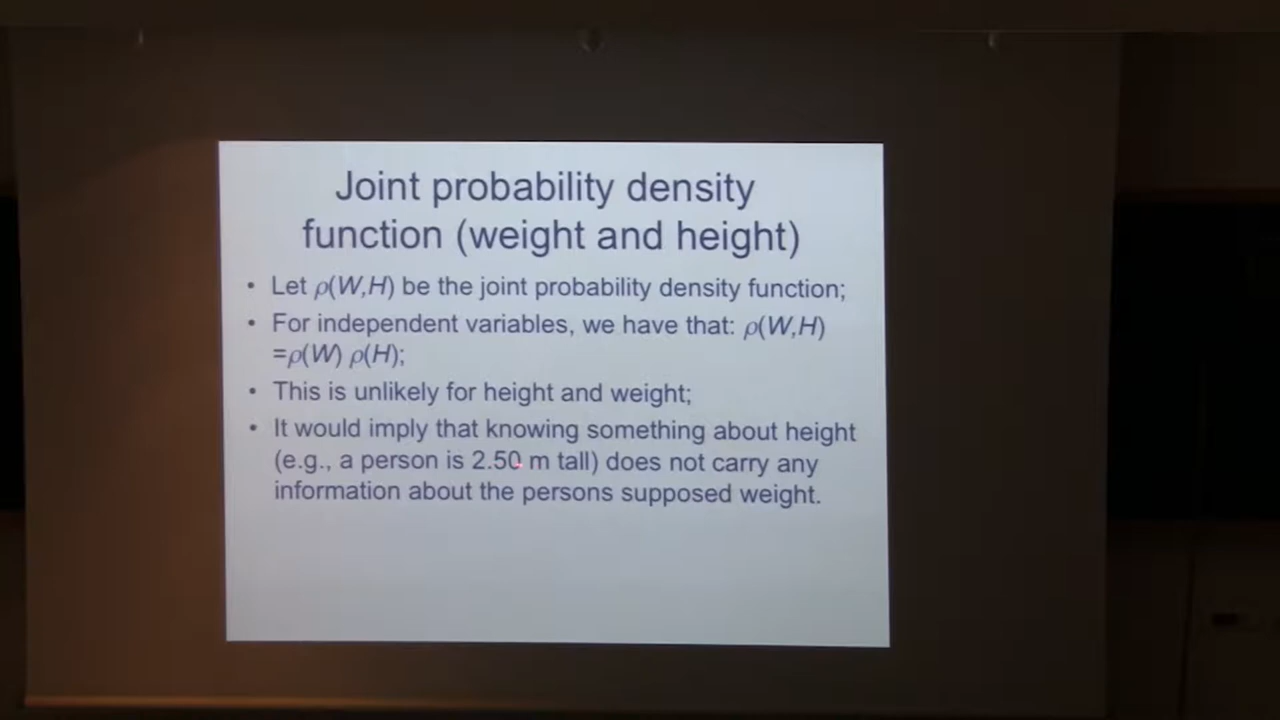 Joint probability density
function (weight and height)
• Let ρ(W,H) be the joint probability density function;
• For independent variables, we have that: ρ(W,H)
=ρ(W) ρ(H);
• This is unlikely for height and weight;
• It would imply that knowing something about height
(e.g., a person is 2.50 m tall) does not carry any
information about the persons supposed weight.